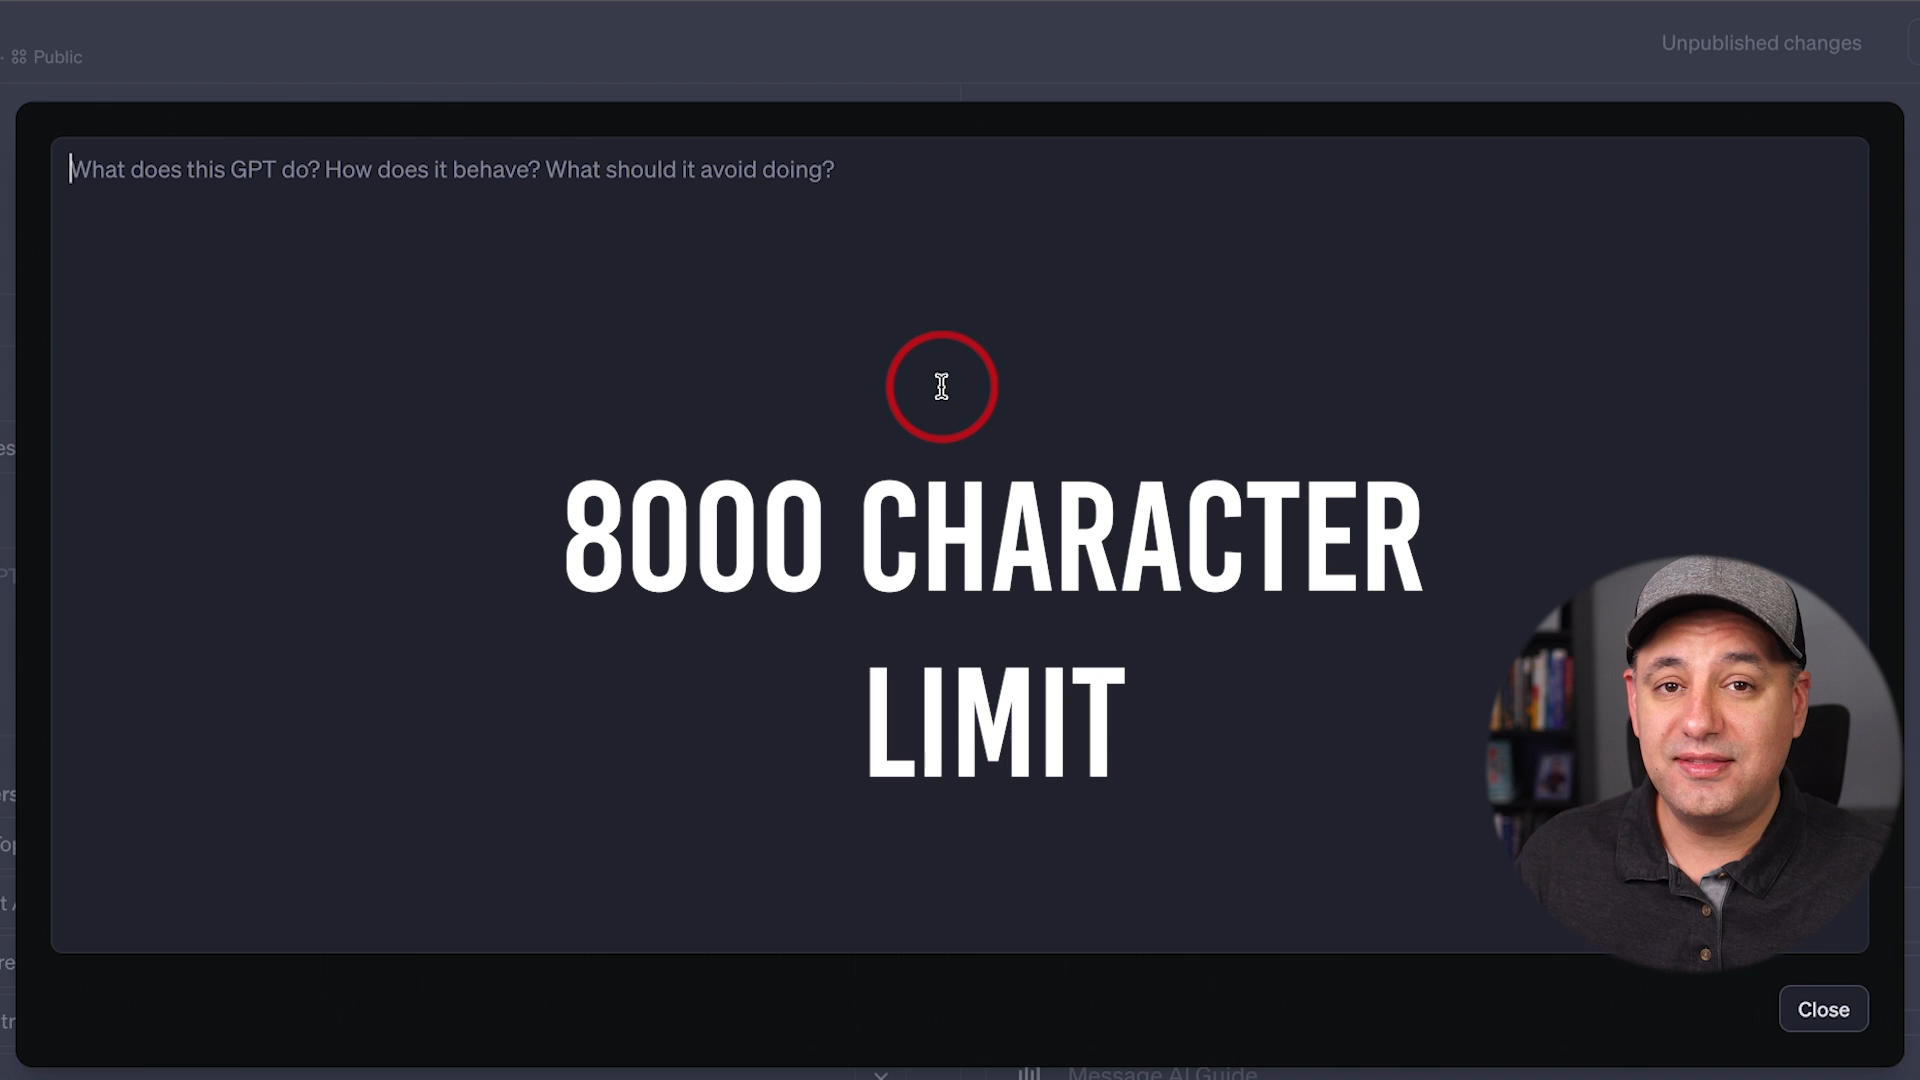 Public
Unpublished changes
What does this GPT do? How does it behave? What should it avoid doing?
8000 CHARACTER
LIMIT
Close
Message AI Guide